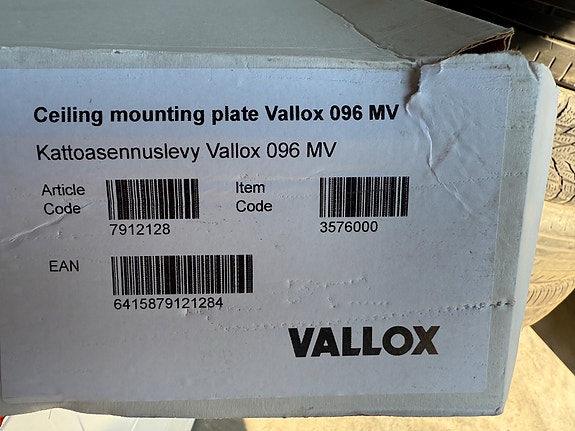 Ceiling mounting plate Vallox 096 MV
Kattoasennuslevy Vallox 096 MV
Article Code
7912128
Item Code
3576000
EAN
6415879121284
VALLOX